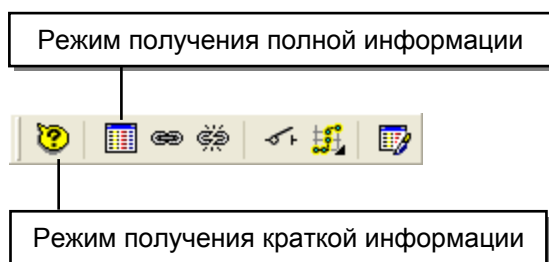 Режим получения полной информации
Режим получения краткой информации